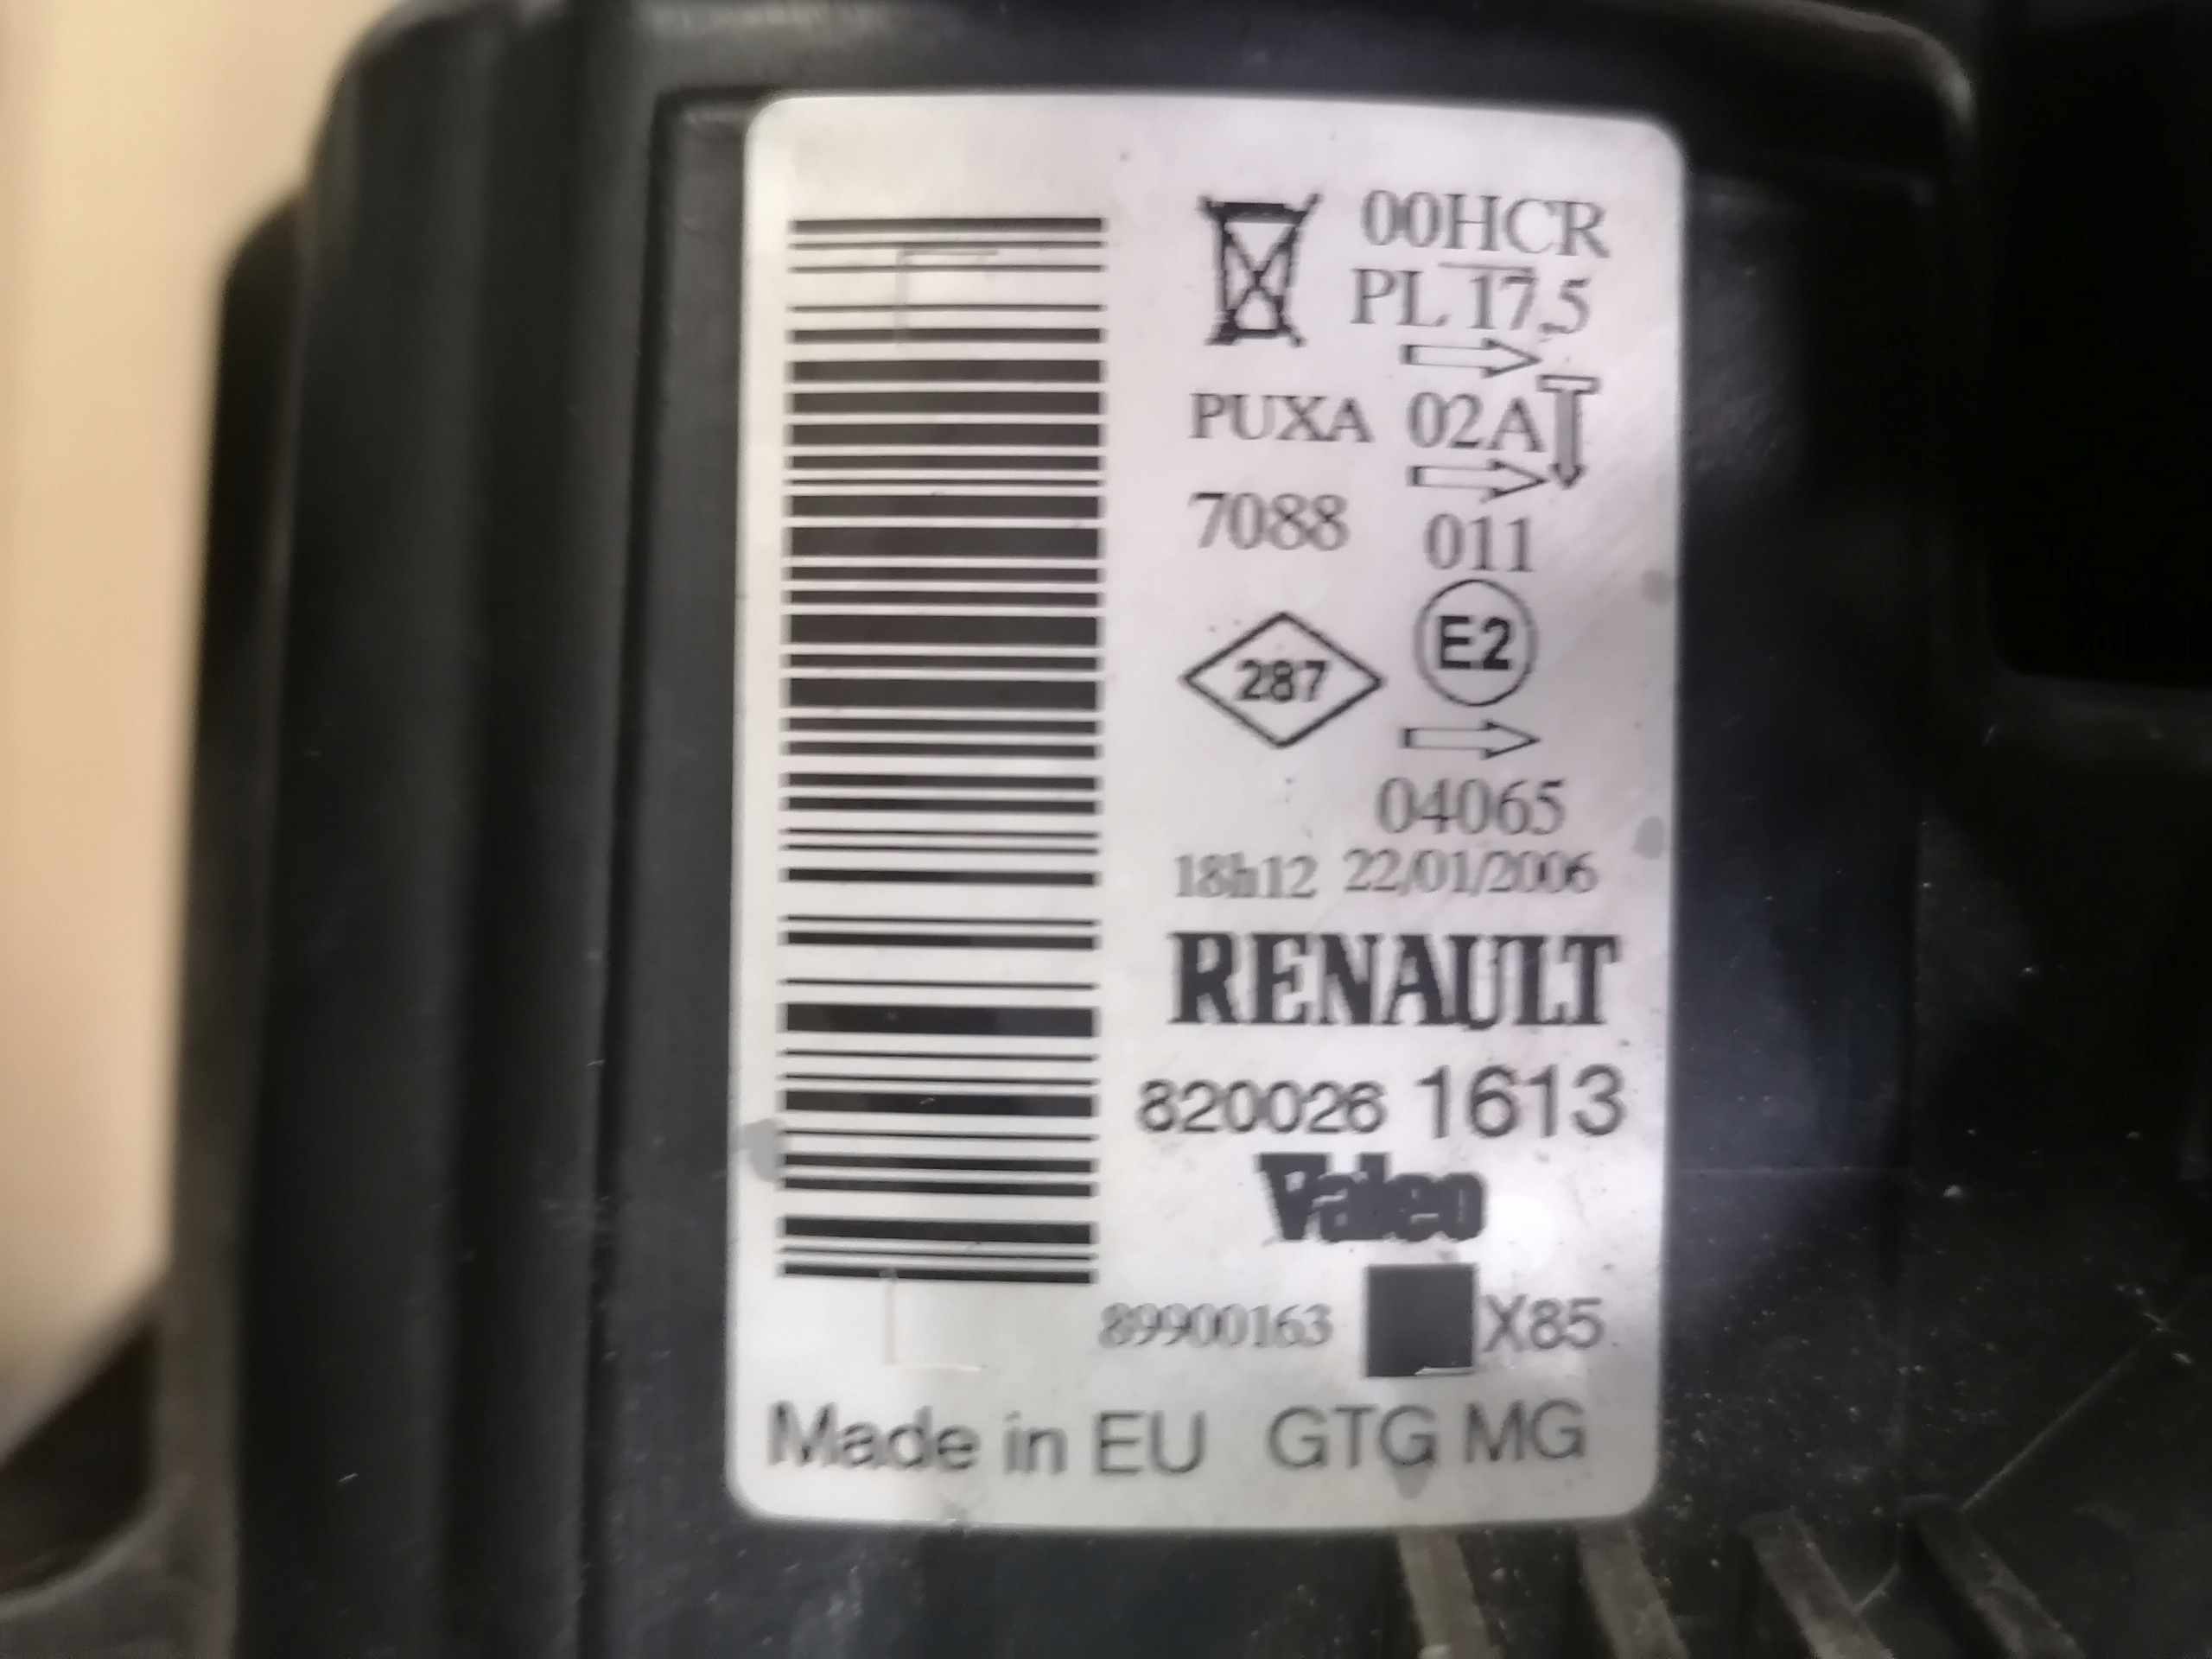 00HCR
PL 17,5
PUXA 02A
7088 011
287 E2
04065
18h12 22/01/2006
RENAULT
820026 1613
Valeo
89900163 X85
Made in EU GTG MG